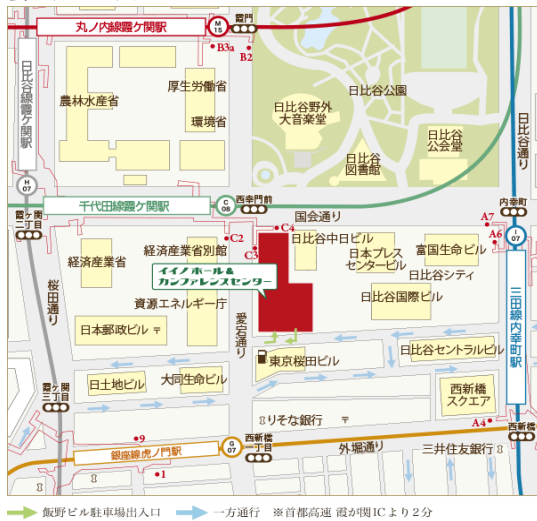 丸ノ内線霞ケ関駅
M
15
霞門
B3a
B2
厚生労働省
農林水産省
環境省
日比谷線霞ケ関駅
H
07
日比谷公園
日比谷野外
大音楽堂
日比谷
図書館
日比谷
公会堂
日比谷通り
千代田線霞ケ関駅
C
08
西幸門前
国会通り
内幸町
霞ヶ関
二丁目
C2
C3
C4
A7
A6
I
07
経済産業省
経済産業省別館
日比谷中日ビル
日本プレス
センタービル
富国生命ビル
日比谷シティ
イイノホール&
カンファレンスセンター
桜田通り
資源エネルギー庁
愛宕通り
日比谷国際ビル
三田線内幸町駅
日本郵政ビル 〒
東京桜田ビル
日比谷セントラルビル
霞ヶ関
三丁目
日土地ビル
大同生命ビル
西新橋
スクエア
りそな銀行 〒
A4
9
銀座線虎ノ門駅
G
07
西新橋
一丁目
外堀通り
三井住友銀行
西新橋
1
飯野ビル駐車場出入口 一方通行 ※首都高速 霞が関ICより2分